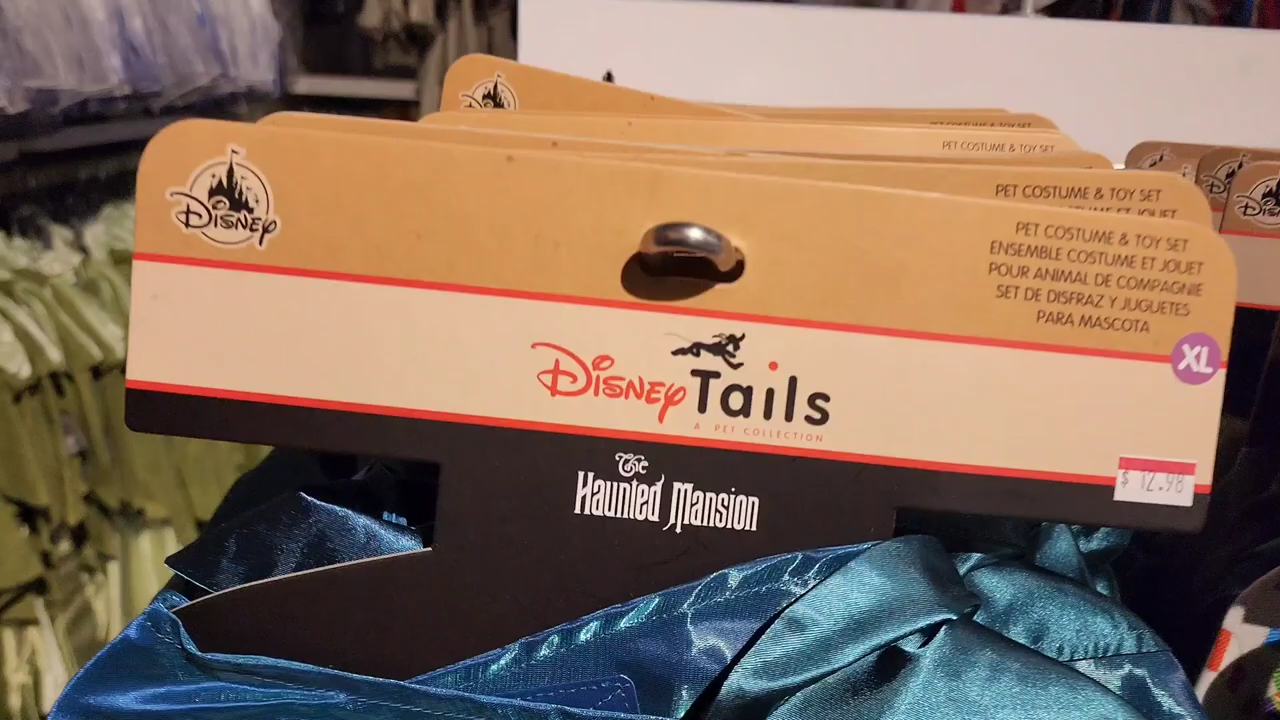 PET COSTUME & TOY SET
PET COSTUME & TOY SET
Disney
PET COSTUME & TOY SET
ENSEMBLE COSTUME ET JOUET
POUR ANIMAL DE COMPAGNIE
SET DE DISFRAZ Y JUGUETES
PARA MASCOTA
XL
Disney Tails
A PET COLLECTION
$ 12.98
The
Haunted Mansion